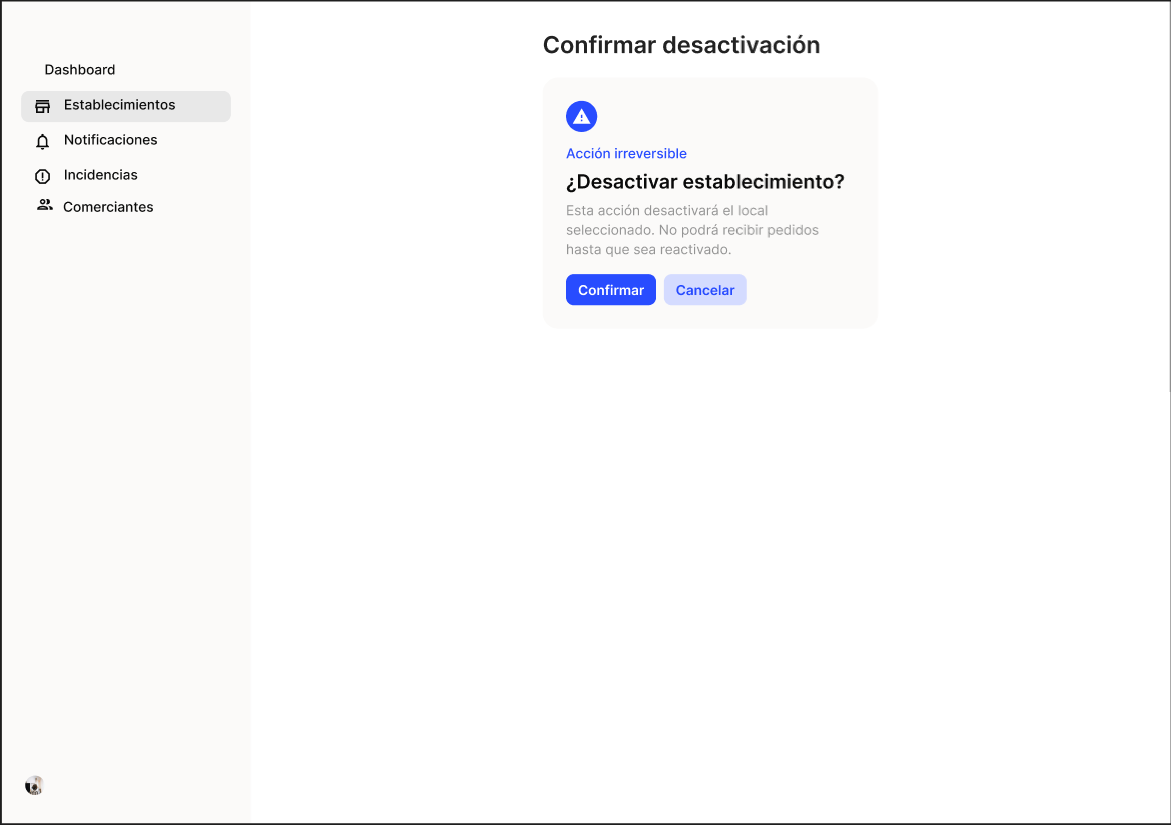 Confirmar desactivación
Dashboard
Establecimientos
Notificaciones
Incidencias
Comerciantes
Acción irreversible
¿Desactivar establecimiento?
Esta acción desactivará el local
seleccionado. No podrá recibir pedidos
hasta que sea reactivado.
Confirmar
Cancelar